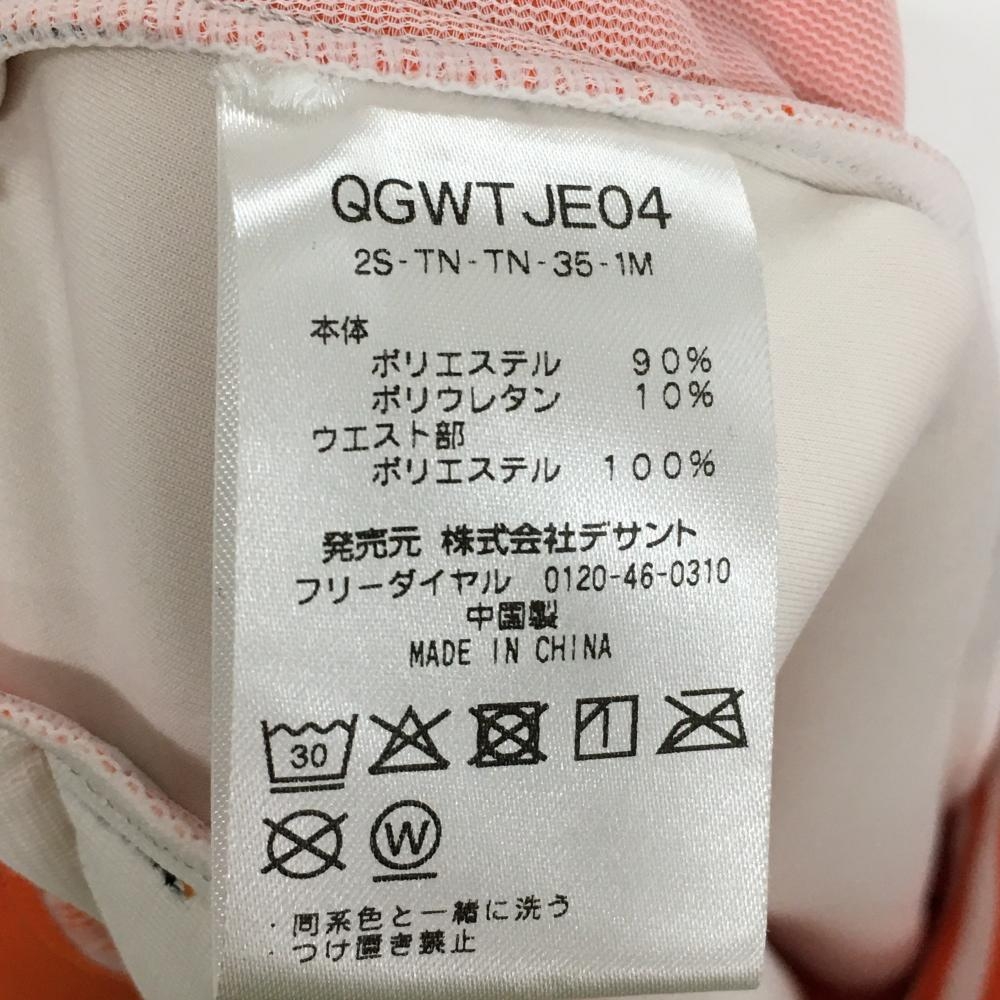 QGWTJE04
2S-TN-TN-35-1M
本体
ポリエステル 90%
ポリウレタン 10%
ウエスト部
ポリエステル 100%
発売元 株式会社デサント
フリーダイヤル 0120-46-0310
中国製
MADE IN CHINA
30
W
・同系色と一緒に洗う
・つけ置き禁止